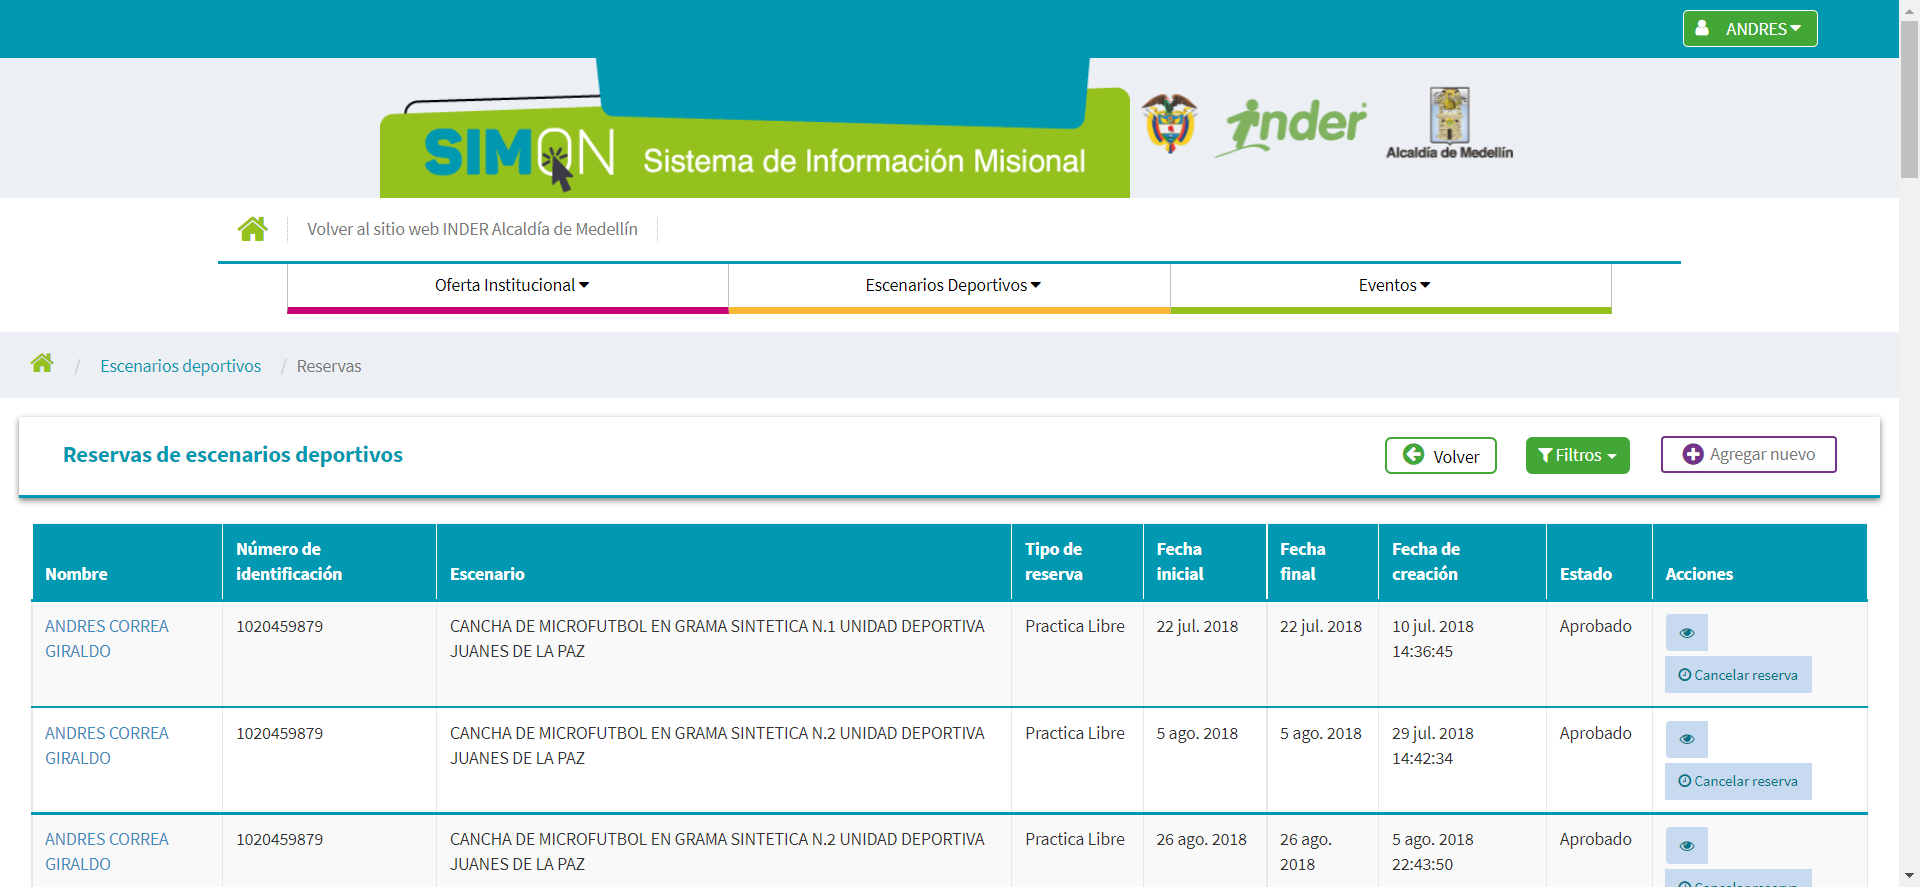 ANDRES
SIMON Sistema de Información Misional
inder
Alcaldía de Medellín
Volver al sitio web INDER Alcaldía de Medellín
Oferta Institucional
Escenarios Deportivos
Eventos
/ Escenarios deportivos / Reservas
Reservas de escenarios deportivos
Volver
Filtros
Agregar nuevo
Nombre
Número de
identificación
Escenario
Tipo de
reserva
Fecha
inicial
Fecha
final
Fecha de
creación
Estado
Acciones
ANDRES CORREA
GIRALDO
1020459879
CANCHA DE MICROFUTBOL EN GRAMA SINTETICA N.1 UNIDAD DEPORTIVA
JUANES DE LA PAZ
Practica Libre
22 jul. 2018
22 jul. 2018
10 jul. 2018
14:36:45
Aprobado
Cancelar reserva
ANDRES CORREA
GIRALDO
1020459879
CANCHA DE MICROFUTBOL EN GRAMA SINTETICA N.2 UNIDAD DEPORTIVA
JUANES DE LA PAZ
Practica Libre
5 ago. 2018
5 ago. 2018
29 jul. 2018
14:42:34
Aprobado
Cancelar reserva
ANDRES CORREA
GIRALDO
1020459879
CANCHA DE MICROFUTBOL EN GRAMA SINTETICA N.2 UNIDAD DEPORTIVA
JUANES DE LA PAZ
Practica Libre
26 ago. 2018
26 ago.
2018
5 ago. 2018
22:43:50
Aprobado